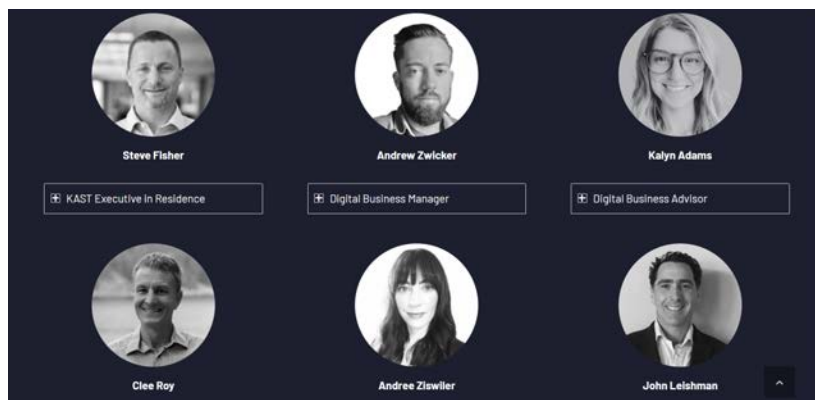 Steve Fisher
Andrew Zwicker
Kalyn Adams
KAST Executive in Residence
Digital Business Manager
Digital Business Advisor
Clee Roy
Andree Ziswiler
John Leishman